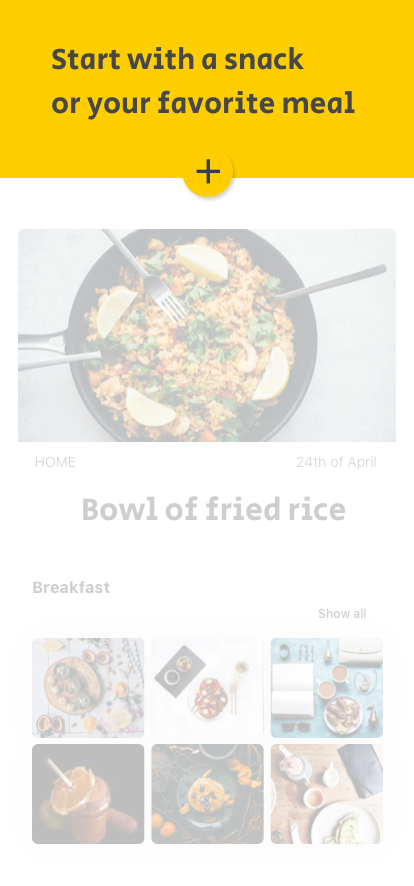 Start with a snack
or your favorite meal
+
HOME
24th of April
Bowl of fried rice
Breakfast
Show all